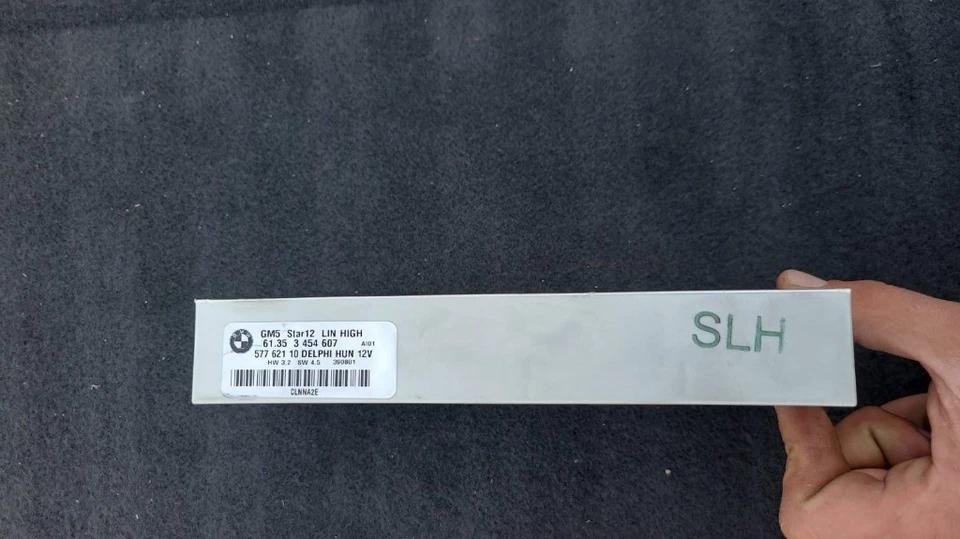 GM5 Star12 LIN HIGH
61.35 3 454 607 AI01
577 621 10 DELPHI HUN 12V
HW 3.2 SW 4.5 390801
CLNNA2E
SLH